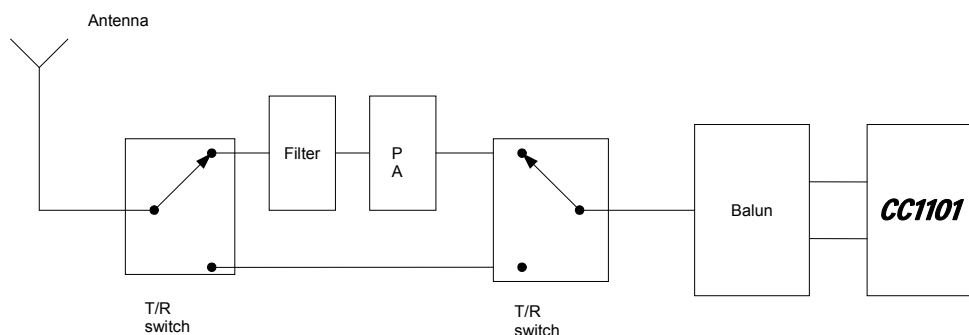 Antenna
Filter
P
A
Balun
CC1101
T/R
switch
T/R
switch